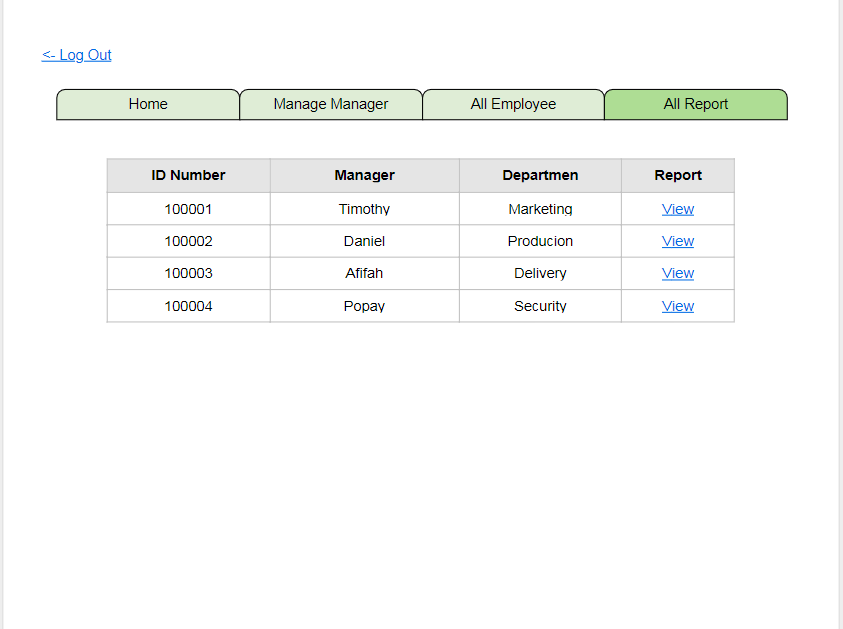 <- Log Out
Home Manage Manager All Employee All Report
ID Number Manager Departmen Report
100001 Timothy Marketing View
100002 Daniel Producion View
100003 Afifah Delivery View
100004 Popay Security View